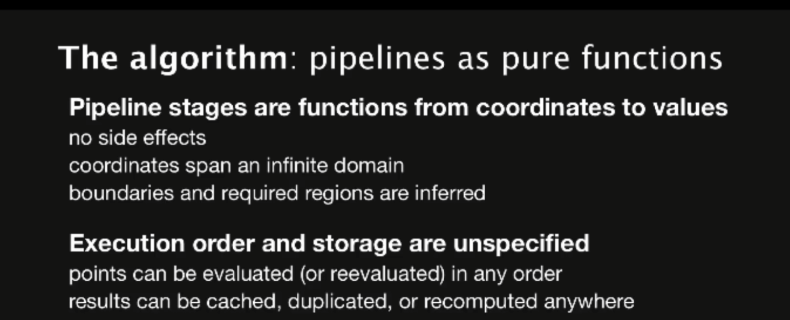 The algorithm: pipelines as pure functions
Pipeline stages are functions from coordinates to values
no side effects
coordinates span an infinite domain
boundaries and required regions are inferred
Execution order and storage are unspecified
points can be evaluated (or reevaluated) in any order
results can be cached, duplicated, or recomputed anywhere